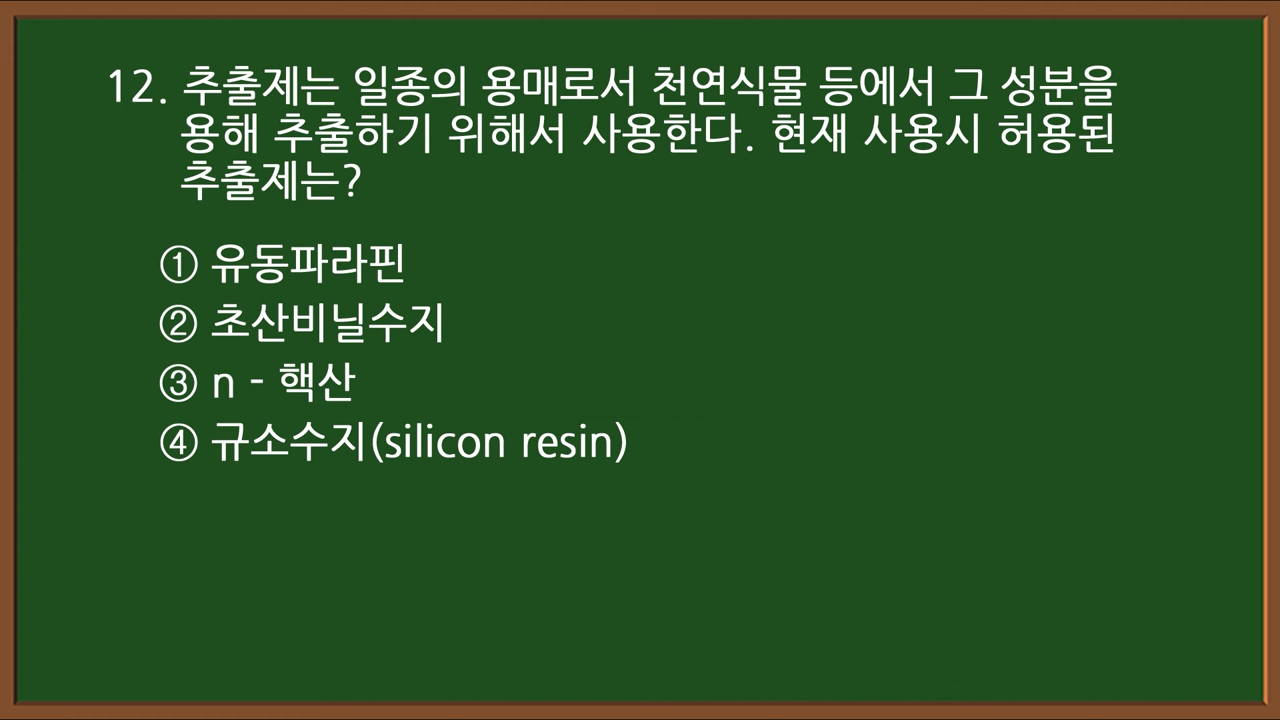 12. 추출제는 일종의 용매로서 천연식물 등에서 그 성분을
용해 추출하기 위해서 사용한다. 현재 사용시 허용된
추출제는?
① 유동파라핀
② 초산비닐수지
③ n - 핵산
④ 규소수지(silicon resin)